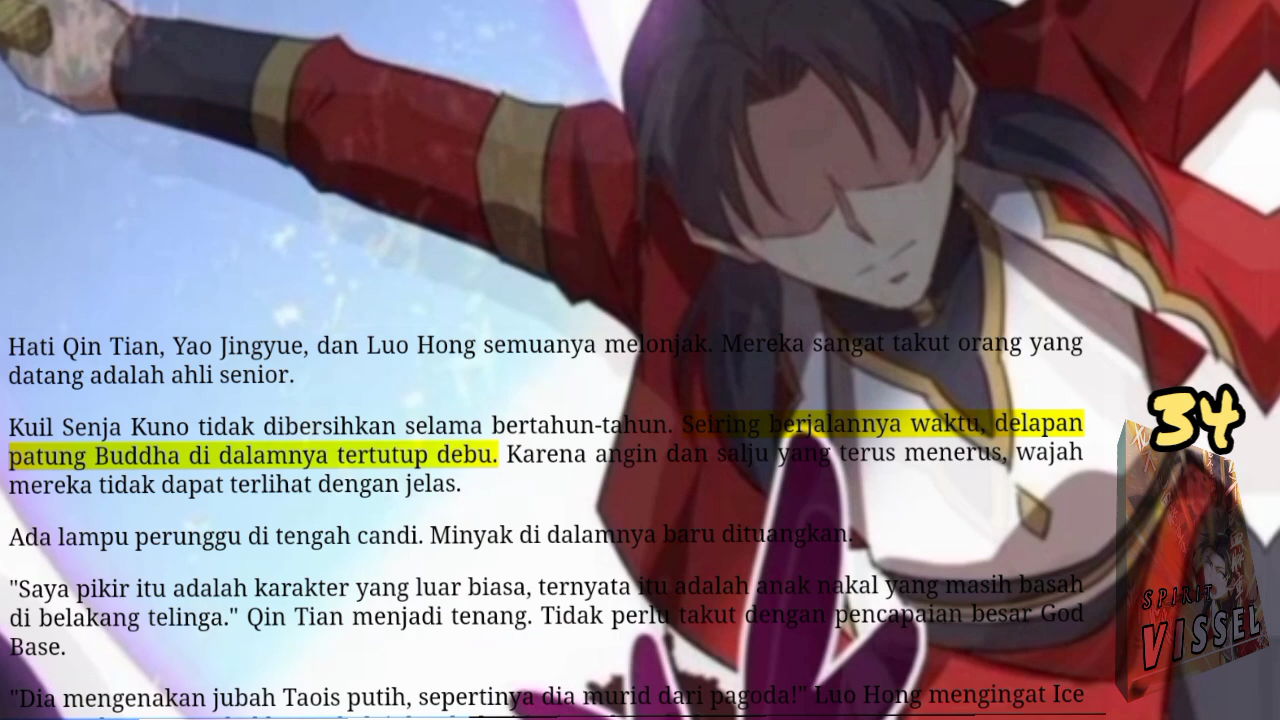 Hati Qin Tian, Yao Jingyue, dan Luo Hong semuanya melonjak. Mereka sangat takut orang yang
datang adalah ahli senior.
Kuil Senja Kuno tidak dibersihkan selama bertahun-tahun. Seiring berjalannya waktu, delapan
patung Buddha di dalamnya tertutup debu. Karena angin dan salju yang terus menerus, wajah
mereka tidak dapat terlihat dengan jelas.
Ada lampu perunggu di tengah candi. Minyak di dalamnya baru dituangkan.
"Saya pikir itu adalah karakter yang luar biasa, ternyata itu adalah anak nakal yang masih basah
di belakang telinga." Qin Tian menjadi tenang. Tidak perlu takut dengan pencapaian besar God
Base.
"Dia mengenakan jubah Taois putih, sepertinya dia murid dari pagoda!" Luo Hong mengingat Ice
34
SPIRIT
VISSEL